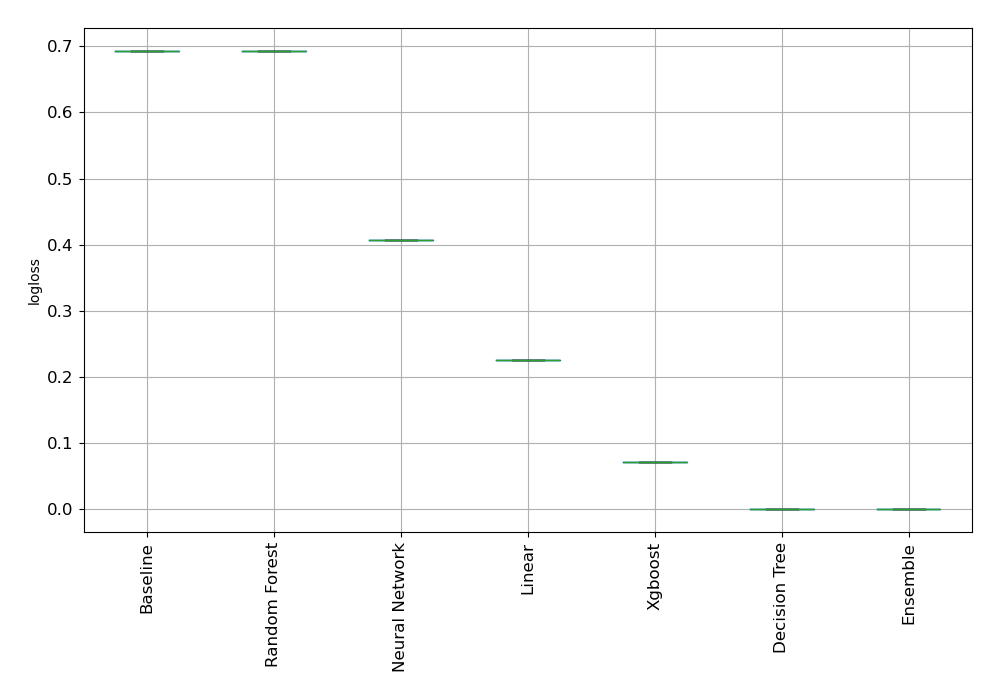 0.7
0.6
0.5
0.4
0.3
0.2
0.1
0.0
logloss
Baseline
Random Forest
Neural Network
Linear
Xgboost
Decision Tree
Ensemble